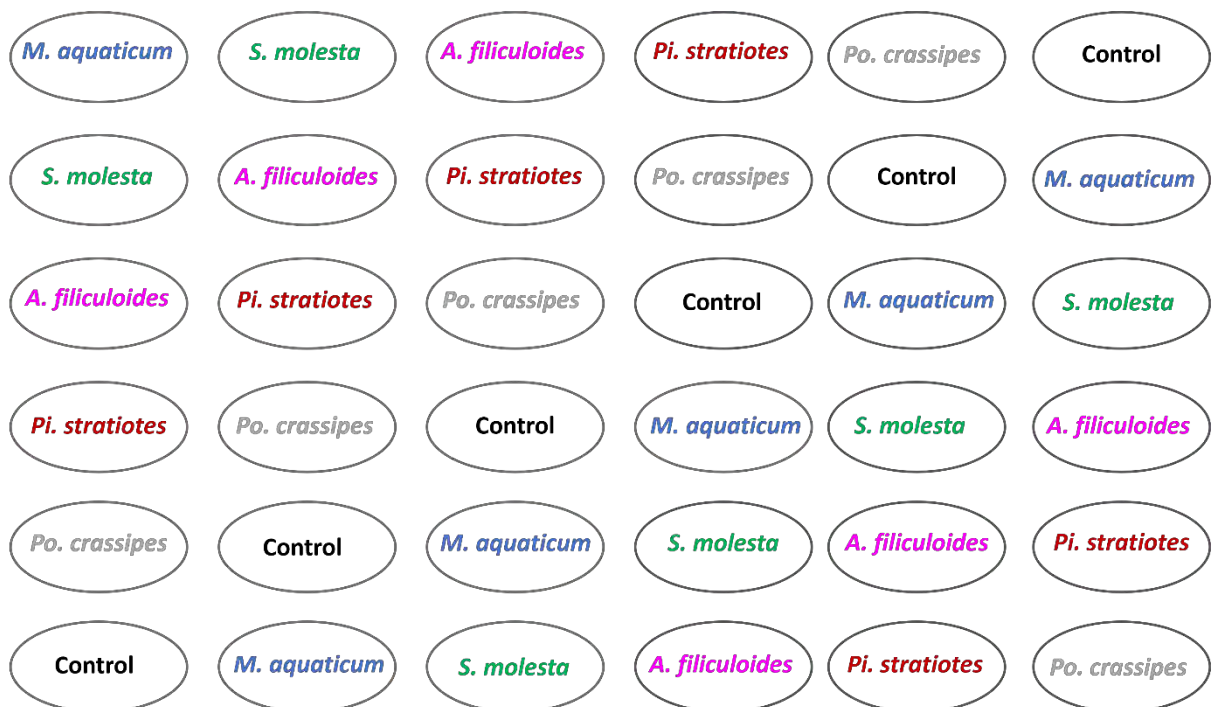 M. aquaticum S. molesta A. filiculoides Pi. stratiotes Po. crassipes Control
S. molesta A. filiculoides Pi. stratiotes Po. crassipes Control M. aquaticum
A. filiculoides Pi. stratiotes Po. crassipes Control M. aquaticum S. molesta
Pi. stratiotes Po. crassipes Control M. aquaticum S. molesta A. filiculoides
Po. crassipes Control M. aquaticum S. molesta A. filiculoides Pi. stratiotes
Control M. aquaticum S. molesta A. filiculoides Pi. stratiotes Po. crassipes